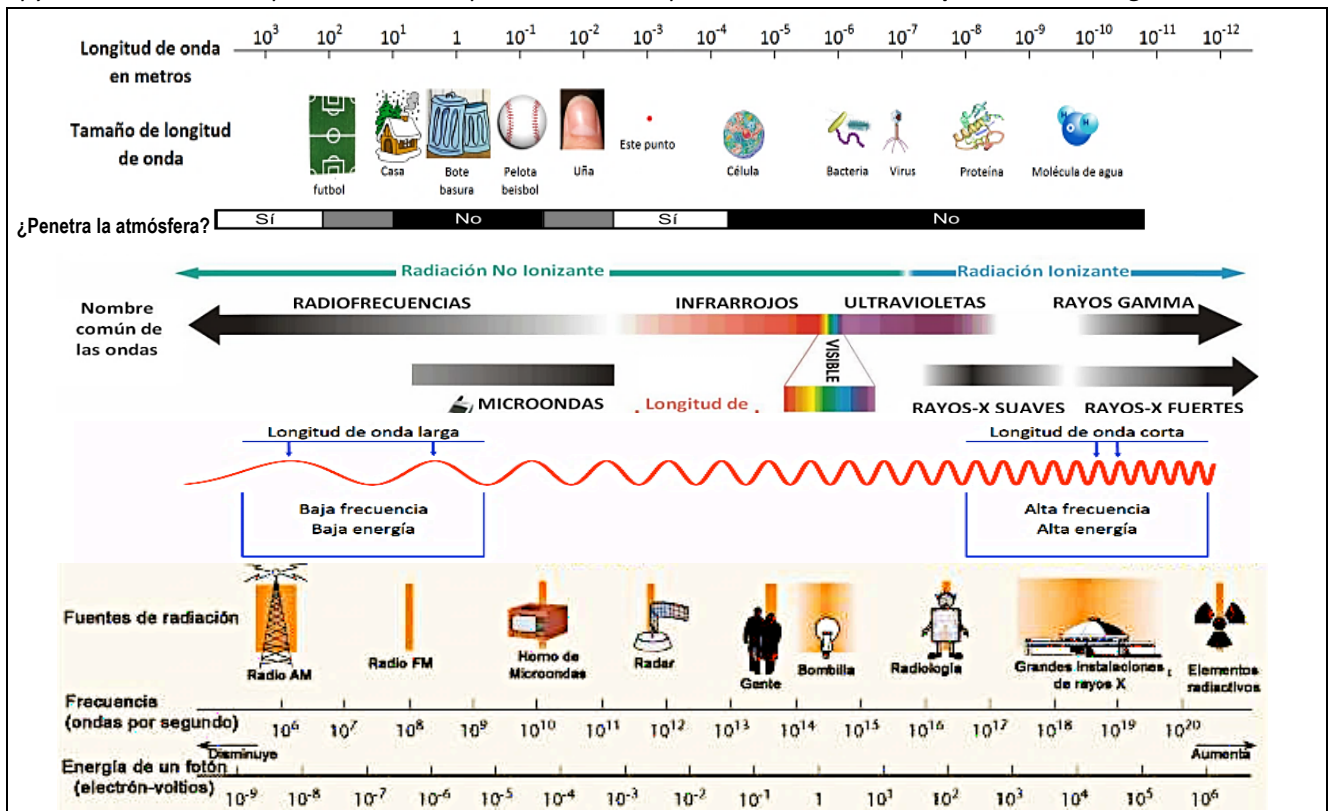 Longitud de onda
en metros
10³ 10² 10¹ 1 10⁻¹ 10⁻² 10⁻³ 10⁻⁴ 10⁻⁵ 10⁻⁶ 10⁻⁷ 10⁻⁸ 10⁻⁹ 10⁻¹⁰ 10⁻¹¹ 10⁻¹²
Tamaño de longitud
de onda
futbol
Casa
Bote
basura
Pelota
beisbol
Uña
Este punto
Célula
Bacteria
Virus
Proteína
Molécula de agua
¿Penetra la atmósfera? Sí No Sí No
Radiación No Ionizante Radiación Ionizante
Nombre
común de
las ondas
RADIOFRECUENCIAS INFRARROJOS ULTRAVIOLETAS RAYOS GAMMA
VISIBLE
MICROONDAS Longitud de RAYOS-X SUAVES RAYOS-X FUERTES
Longitud de onda larga Longitud de onda corta
Baja frecuencia
Baja energía
Alta frecuencia
Alta energía
Fuentes de radiación
Radio AM
Radio FM
Horno de
Microondas
Radar
Gente
Bombilla
Radiología
Grandes instalaciones
de rayos X
Elementos
radiactivos
Frecuencia
(ondas por segundo)
10⁶ 10⁷ 10⁸ 10⁹ 10¹⁰ 10¹¹ 10¹² 10¹³ 10¹⁴ 10¹⁵ 10¹⁶ 10¹⁷ 10¹⁸ 10¹⁹ 10²⁰
Disminuye Aumenta
Energía de un fotón
(electrón-voltios)
10⁻⁹ 10⁻⁸ 10⁻⁷ 10⁻⁶ 10⁻⁵ 10⁻⁴ 10⁻³ 10⁻² 10⁻¹ 1 10¹ 10² 10³ 10⁴ 10⁵ 10⁶